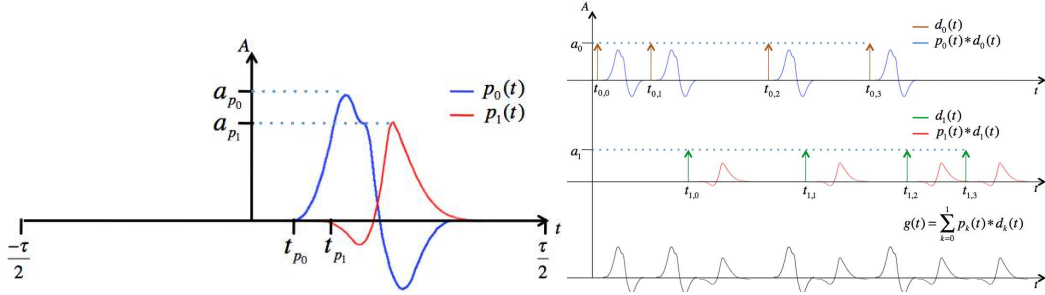 A
a_{p_0}
a_{p_1}
p_0(t)
p_1(t)
t_{p_0}
t_{p_1}
t
-τ/2
τ/2
A
a_0
d_0(t)
p_0(t)*d_0(t)
t_{0,0}
t_{0,1}
t_{0,2}
t_{0,3}
t
a_1
d_1(t)
p_1(t)*d_1(t)
t_{1,0}
t_{1,1}
t_{1,2}
t_{1,3}
t
g(t)=\sum_{k=0}^{1} p_k(t)*d_k(t)
t